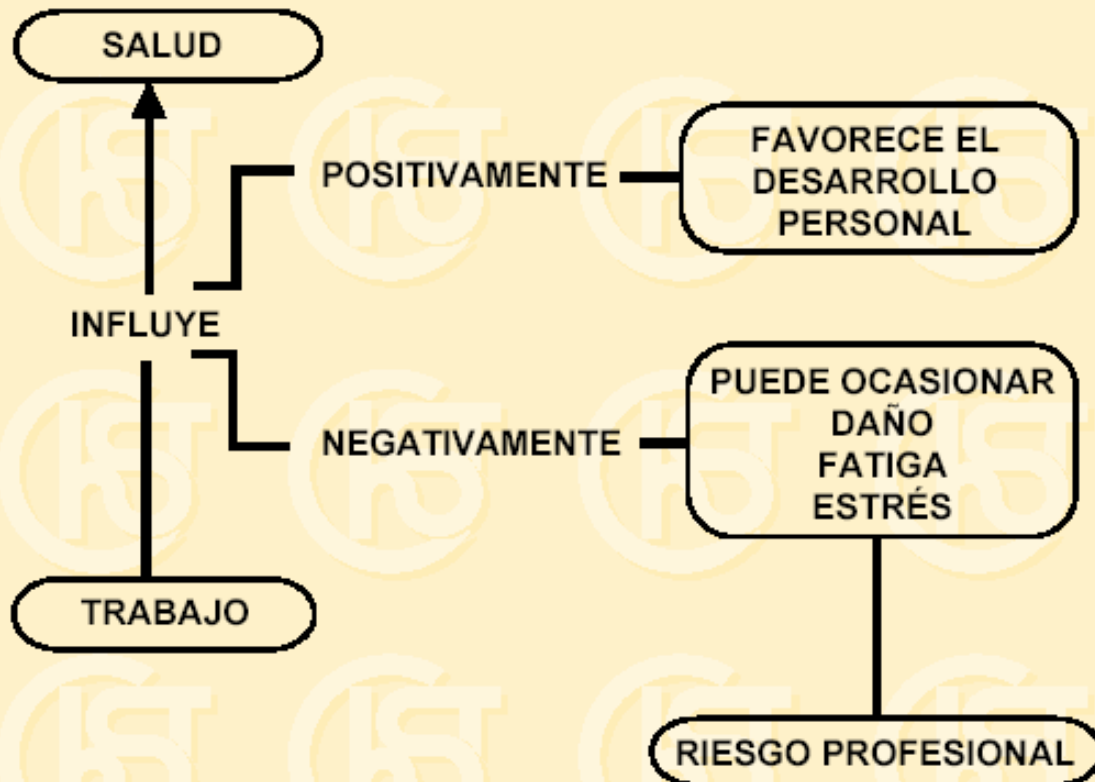 SALUD
POSITIVAMENTE
FAVORECE EL
DESARROLLO
PERSONAL
INFLUYE
NEGATIVAMENTE
PUEDE OCASIONAR
DAÑO
FATIGA
ESTRÉS
TRABAJO
RIESGO PROFESIONAL